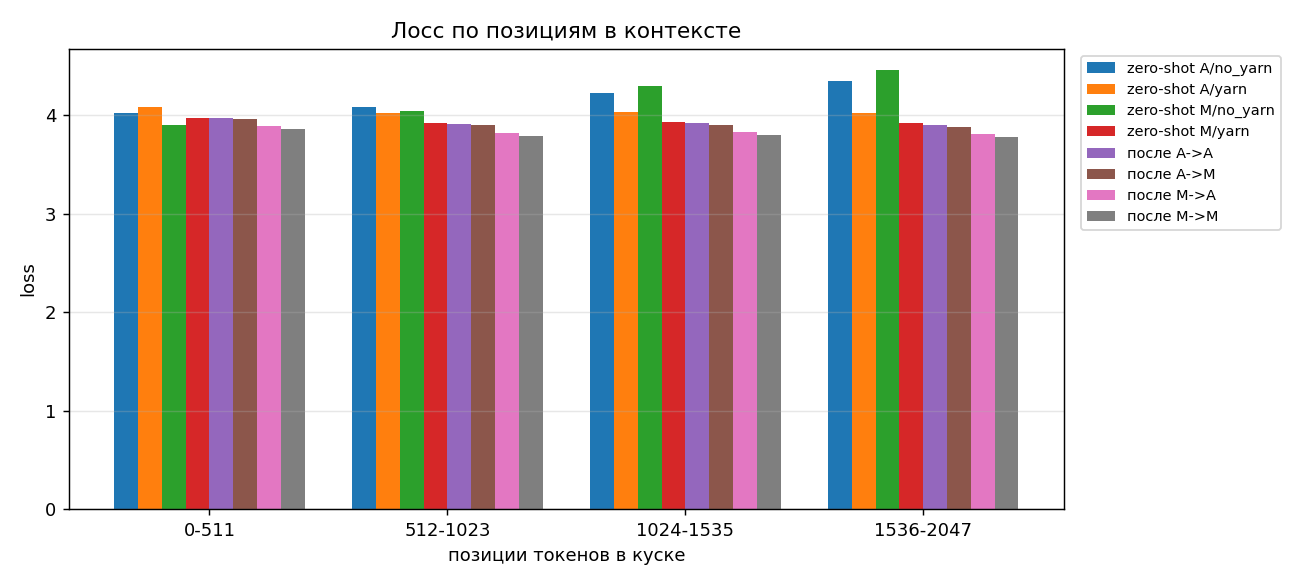 Лосс по позициям в контексте
zero-shot A/no_yarn
zero-shot A/yarn
zero-shot M/no_yarn
zero-shot M/yarn
после A->A
после A->M
после M->A
после M->M
loss
4
3
2
1
0
0-511
512-1023
1024-1535
1536-2047
позиции токенов в куске